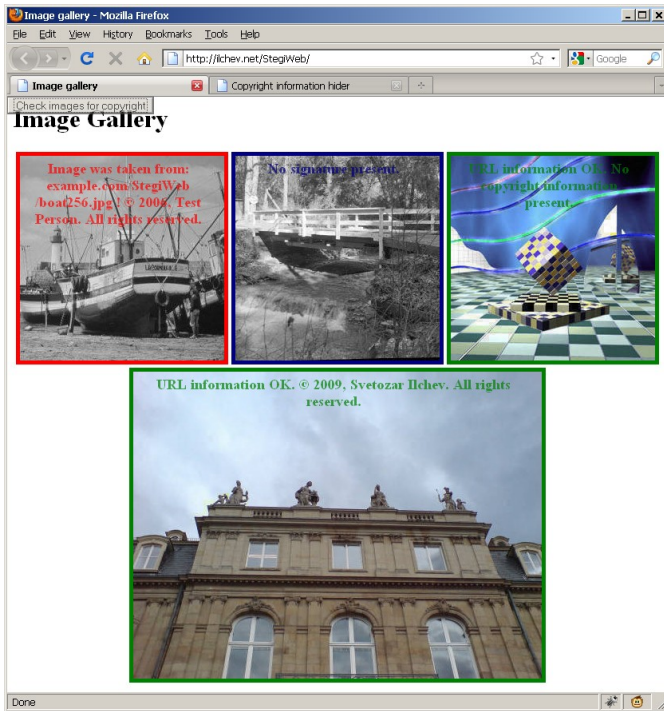 Image gallery - Mozilla Firefox
File Edit View History Bookmarks Tools Help
http://ilchev.net/StegiWeb/
Google
Image gallery
Copyright information hider
Check images for copyright
Image Gallery
Image was taken from:
example.com/StegiWeb
/boat256.jpg ! © 2006, Test
Person. All rights reserved.
No signature present.
URL information OK. No
copyright information
present.
URL information OK. © 2009, Svetozar Ilchev. All rights
reserved.
Done